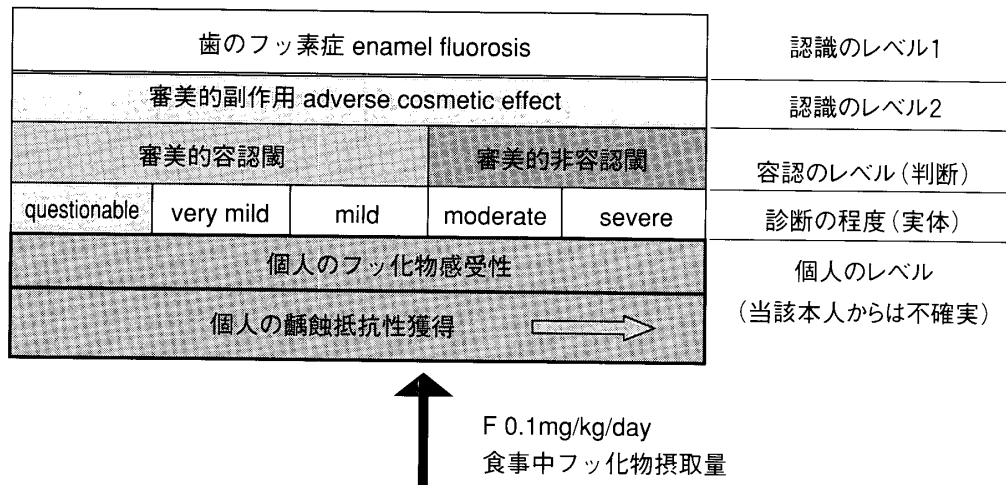 歯のフッ素症 enamel fluorosis
認識のレベル1
審美的副作用 adverse cosmetic effect
認識のレベル2
審美的容認閾
審美的非容認閾
容認のレベル(判断)
questionable
very mild
mild
moderate
severe
診断の程度(実体)
個人のフッ化物感受性
個人のレベル
(当該本人からは不確実)
個人の齲蝕抵抗性獲得
F 0.1mg/kg/day
食事中フッ化物摂取量